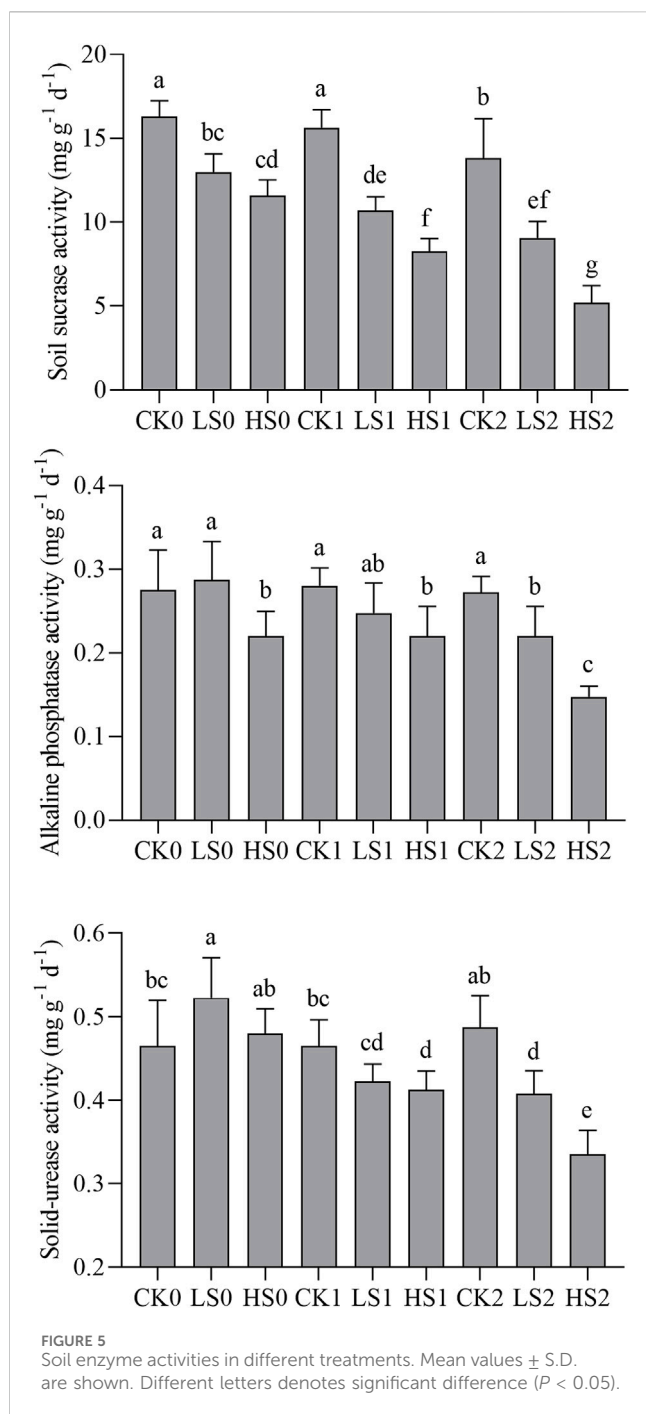 20
15
10
5
0
Soil sucrase activity (mg g⁻¹ d⁻¹)
a bc cd a de f b ef g
CK0 LS0 HS0 CK1 LS1 HS1 CK2 LS2 HS2
0.4
0.3
0.2
0.1
0.0
Alkaline phosphatase activity (mg g⁻¹ d⁻¹)
a a b a ab b a b c
CK0 LS0 HS0 CK1 LS1 HS1 CK2 LS2 HS2
0.6
0.5
0.4
0.3
0.2
Solid-urease activity (mg g⁻¹ d⁻¹)
bc a ab bc cd d ab d e
CK0 LS0 HS0 CK1 LS1 HS1 CK2 LS2 HS2
FIGURE 5
Soil enzyme activities in different treatments. Mean values ± S.D.
are shown. Different letters denotes significant difference (P < 0.05).